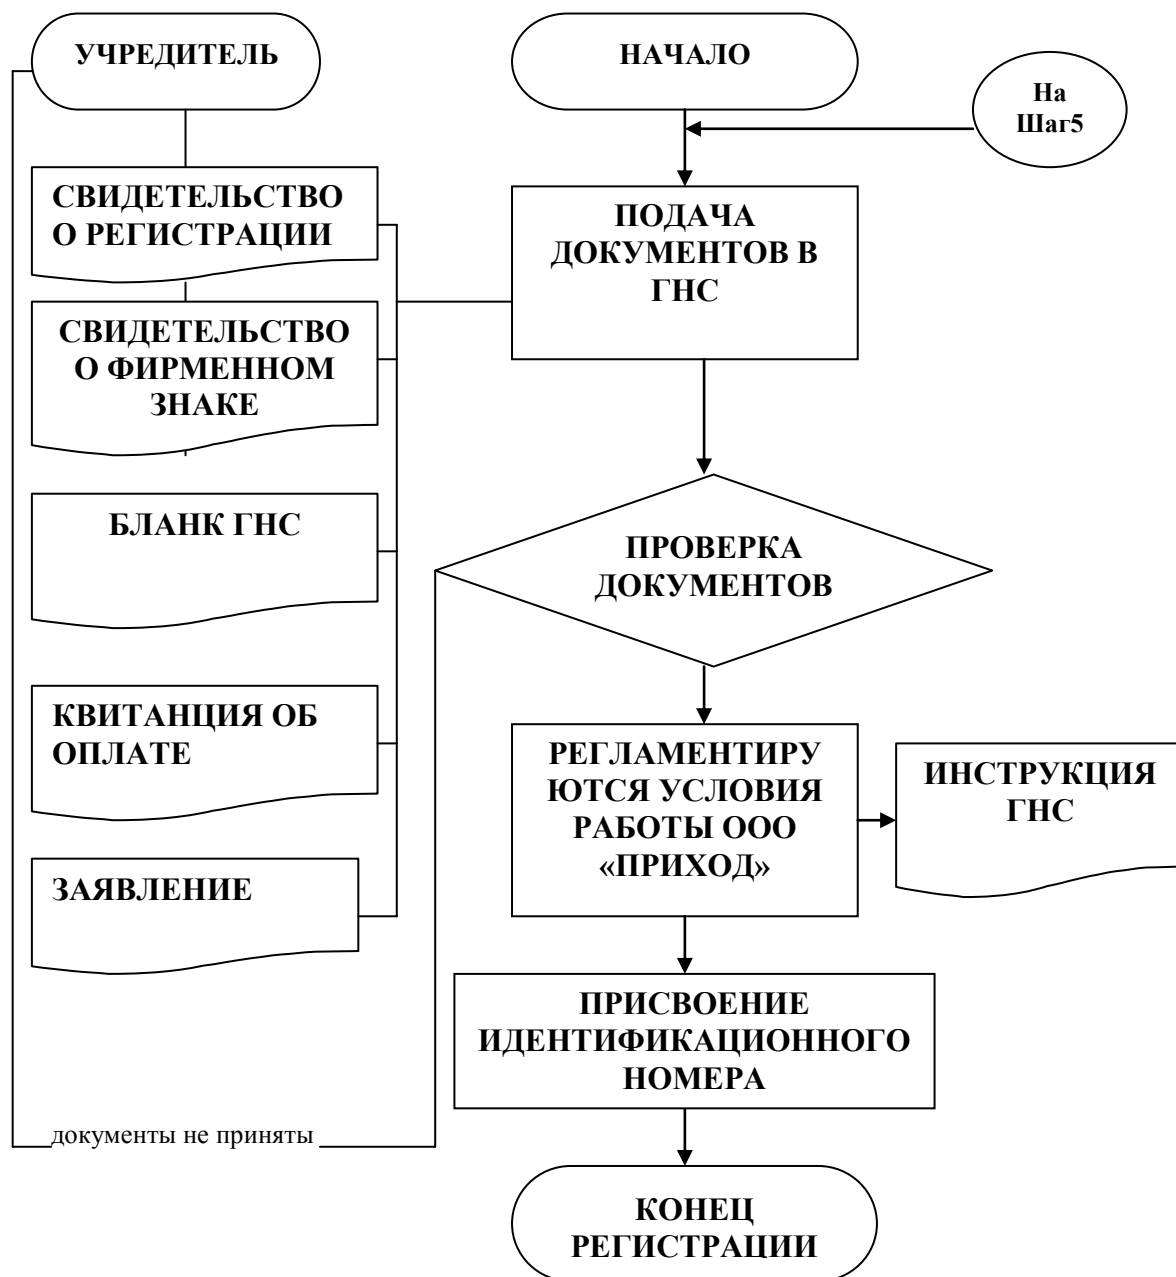 УЧРЕДИТЕЛЬ
НАЧАЛО
На
Шаг5
СВИДЕТЕЛЬСТВО
О РЕГИСТРАЦИИ
ПОДАЧА
ДОКУМЕНТОВ В
ГНС
СВИДЕТЕЛЬСТВО
О ФИРМЕННОМ
ЗНАКЕ
БЛАНК ГНС
ПРОВЕРКА
ДОКУМЕНТОВ
КВИТАНЦИЯ ОБ
ОПЛАТЕ
РЕГЛАМЕНТИРУ
ЮТСЯ УСЛОВИЯ
РАБОТЫ ООО
«ПРИХОД»
ИНСТРУКЦИЯ
ГНС
ЗАЯВЛЕНИЕ
ПРИСВОЕНИЕ
ИДЕНТИФИКАЦИОННОГО
НОМЕРА
документы не приняты
КОНЕЦ
РЕГИСТРАЦИИ